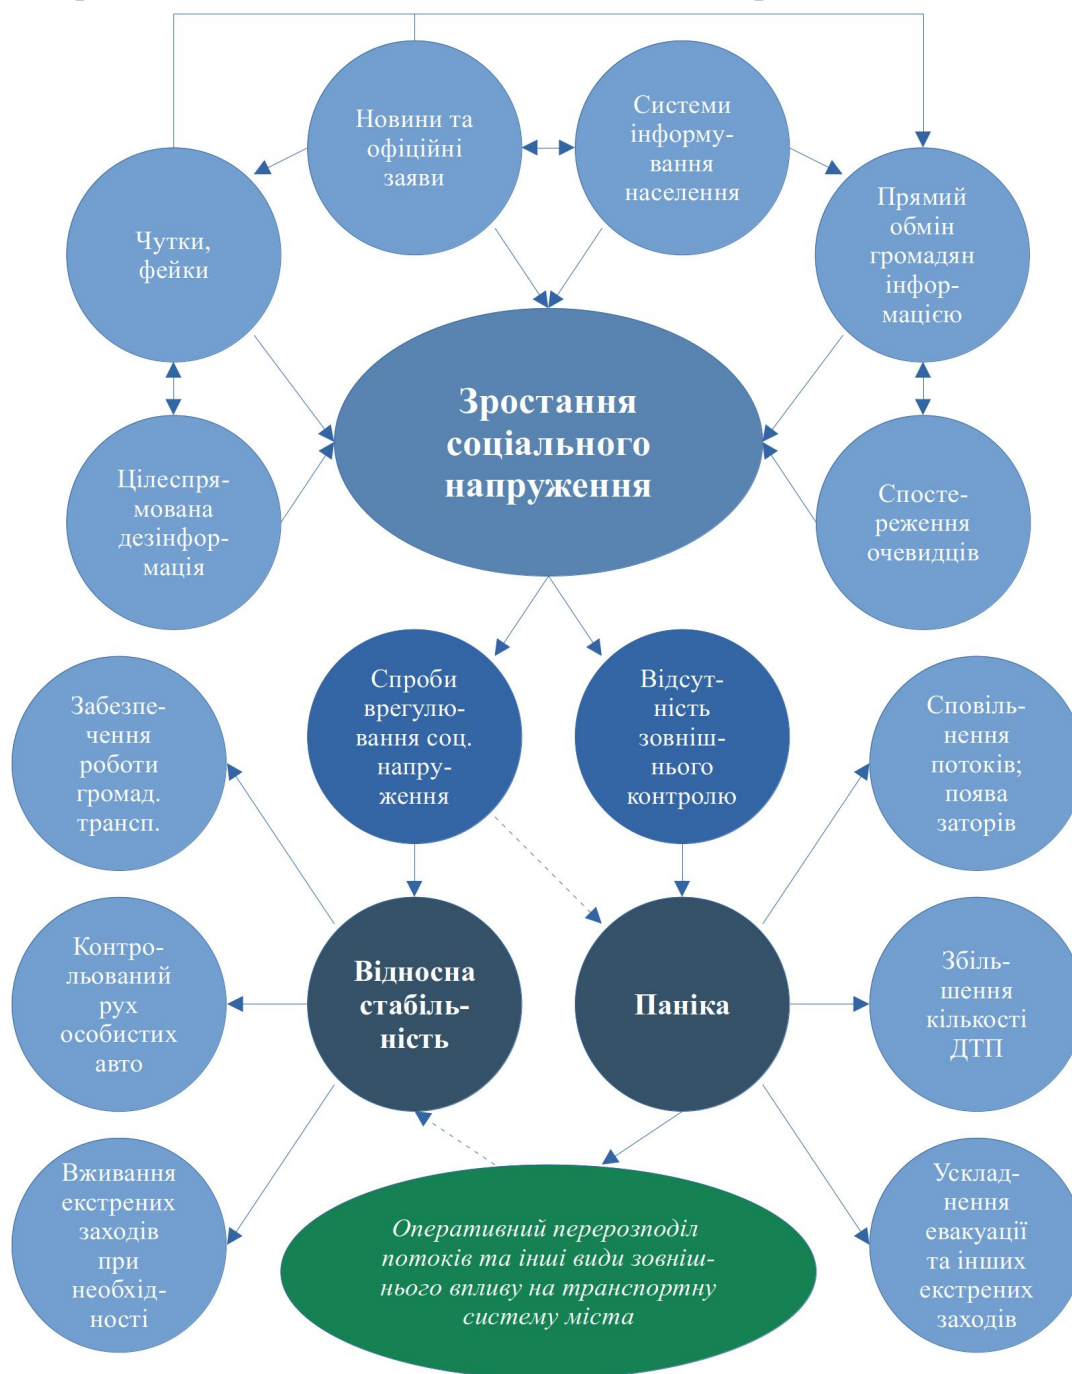 Новини та
офіційні
заяви
Системи
інформу-
вання
населення
Чутки,
фейки
Прямий
обмін
громадян
інфор-
мацією
Зростання
соціального
напруження
Цілеспря-
мована
дезінфор-
мація
Спосте-
реження
очевидців
Спроби
врегулю-
вання соц.
напру-
ження
Відсут-
ність
зовніш-
нього
контролю
Забезпе-
чення
роботи
громад.
трансп.
Сповіль-
нення
потоків;
поява
заторів
Контро-
льований
рух
особистих
авто
Відносна
стабіль-
ність
Паніка
Збіль-
шення
кількості
ДТП
Вживання
екстрених
заходів
при
необхід-
ності
Оперативний перерозподіл
потоків та інші види зовніш-
нього впливу на транспортну
систему міста
Усклад-
нення
евакуації
та інших
екстрених
заходів